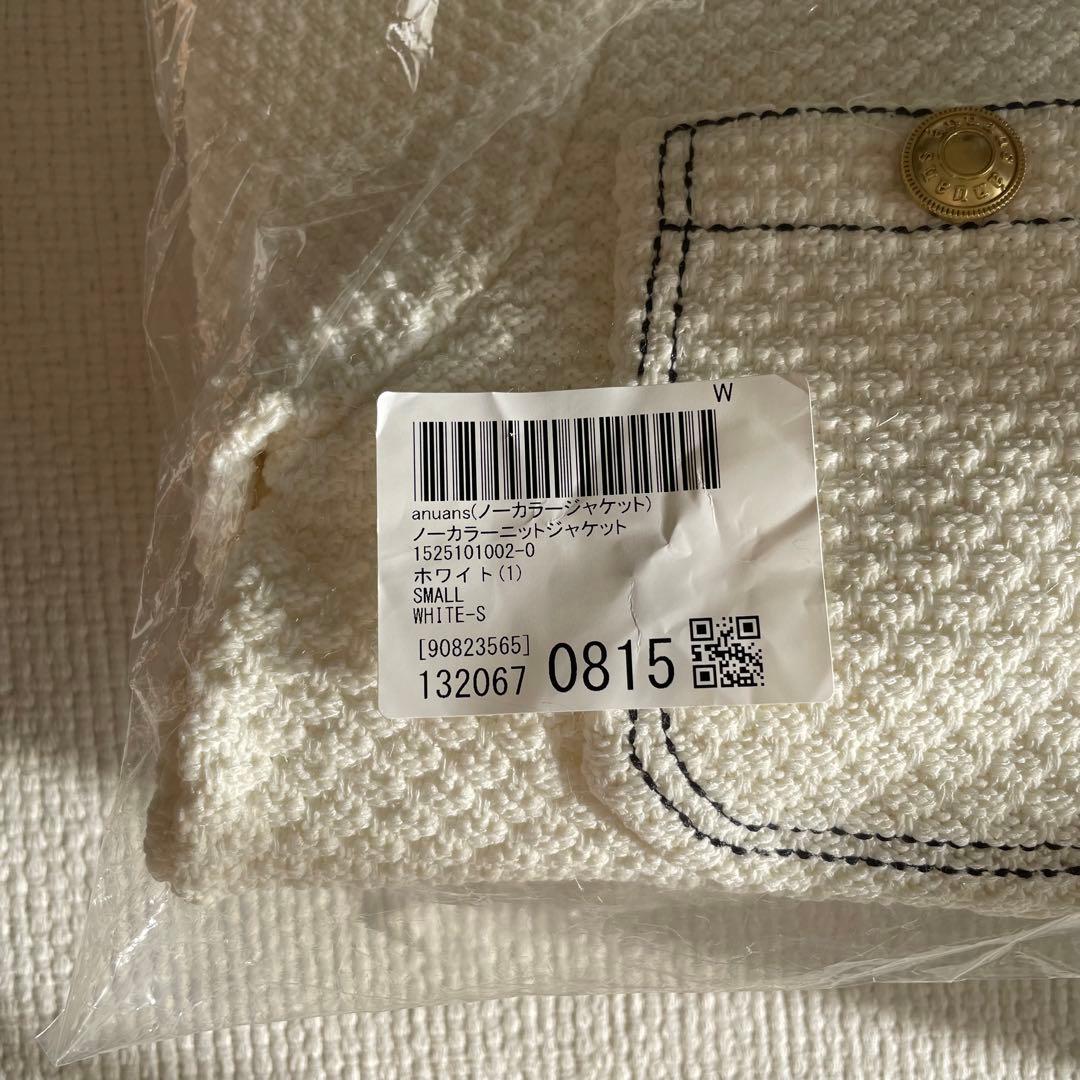 W
anuans(ノーカラージャケット)
ノーカラーニットジャケット
1525101002-0
ホワイト(1)
SMALL
WHITE-S
[90823565]
132067 0815